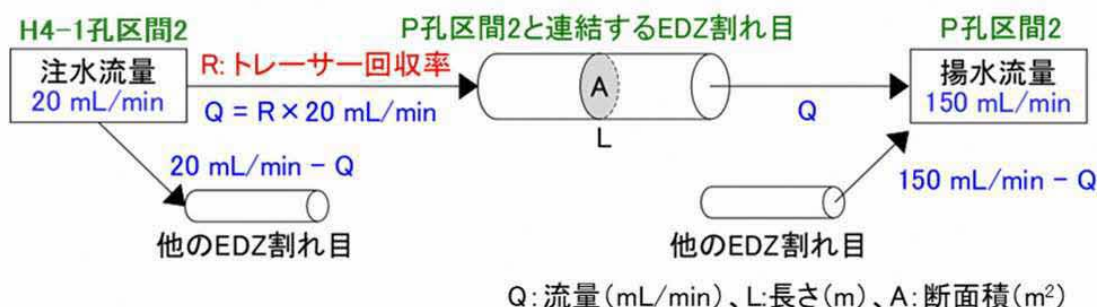 H4-1孔区間2
P孔区間2と連結するEDZ割れ目
P孔区間2
注水流量
20 mL/min
R:トレーサー回収率
Q = R × 20 mL/min
A
L
Q
揚水流量
150 mL/min
20 mL/min − Q
150 mL/min − Q
他のEDZ割れ目
他のEDZ割れ目
Q:流量(mL/min)、L:長さ(m)、A:断面積(m²)